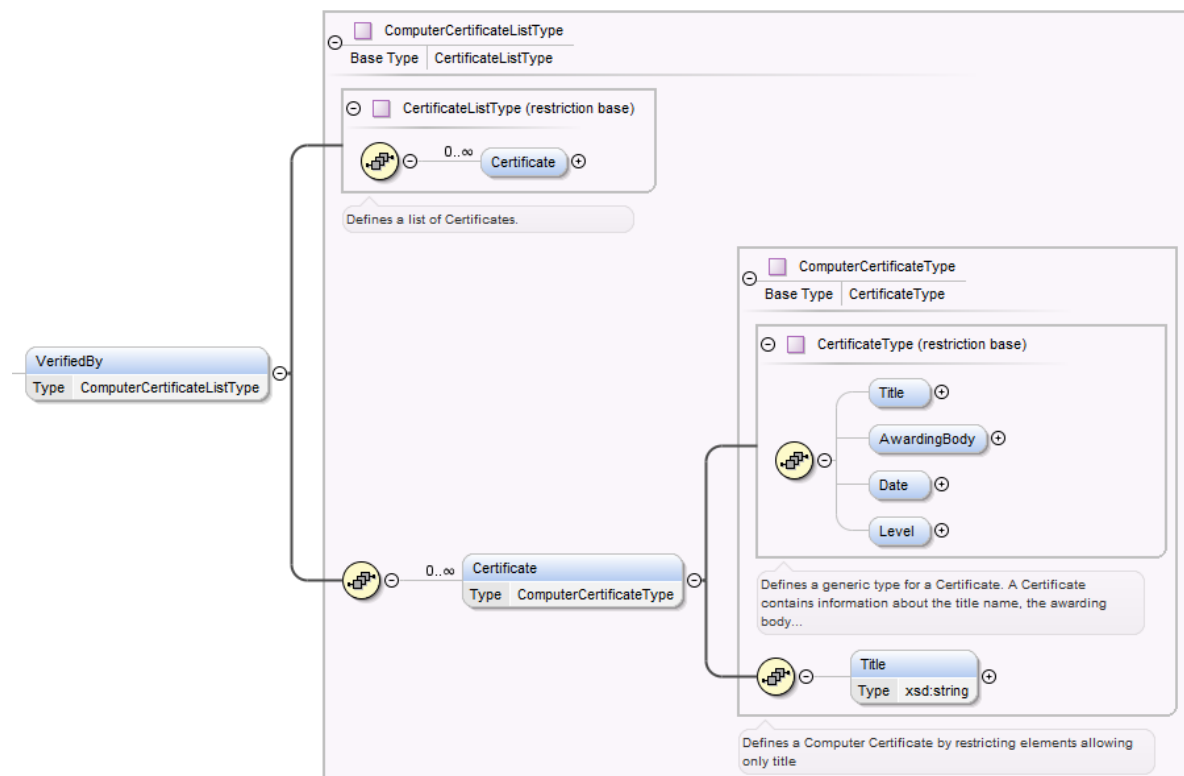 ComputerCertificateListType
Base Type CertificateListType
CertificateListType (restriction base)
0..∞
Certificate
Defines a list of Certificates.
ComputerCertificateType
Base Type CertificateType
CertificateType (restriction base)
Title
AwardingBody
Date
Level
VerifiedBy
Type ComputerCertificateListType
0..∞
Certificate
Type ComputerCertificateType
Defines a generic type for a Certificate. A Certificate
contains information about the title name, the awarding
body...
Title
Type xsd:string
Defines a Computer Certificate by restricting elements allowing
only title